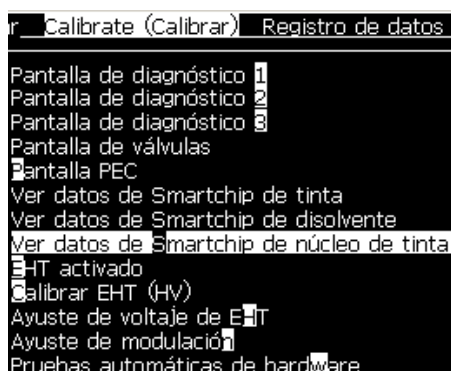 r Calibrate (Calibrar) Registro de datos
Pantalla de diagnóstico 1
Pantalla de diagnóstico 2
Pantalla de diagnóstico 3
Pantalla de válvulas
Pantalla PEC
Ver datos de Smartchip de tinta
Ver datos de Smartchip de disolvente
Ver datos de Smartchip de núcleo de tinta
EHT activado
Calibrar EHT (HV)
Ayuste de voltaje de EHT
Ayuste de modulación
Pruebas automáticas de hardware